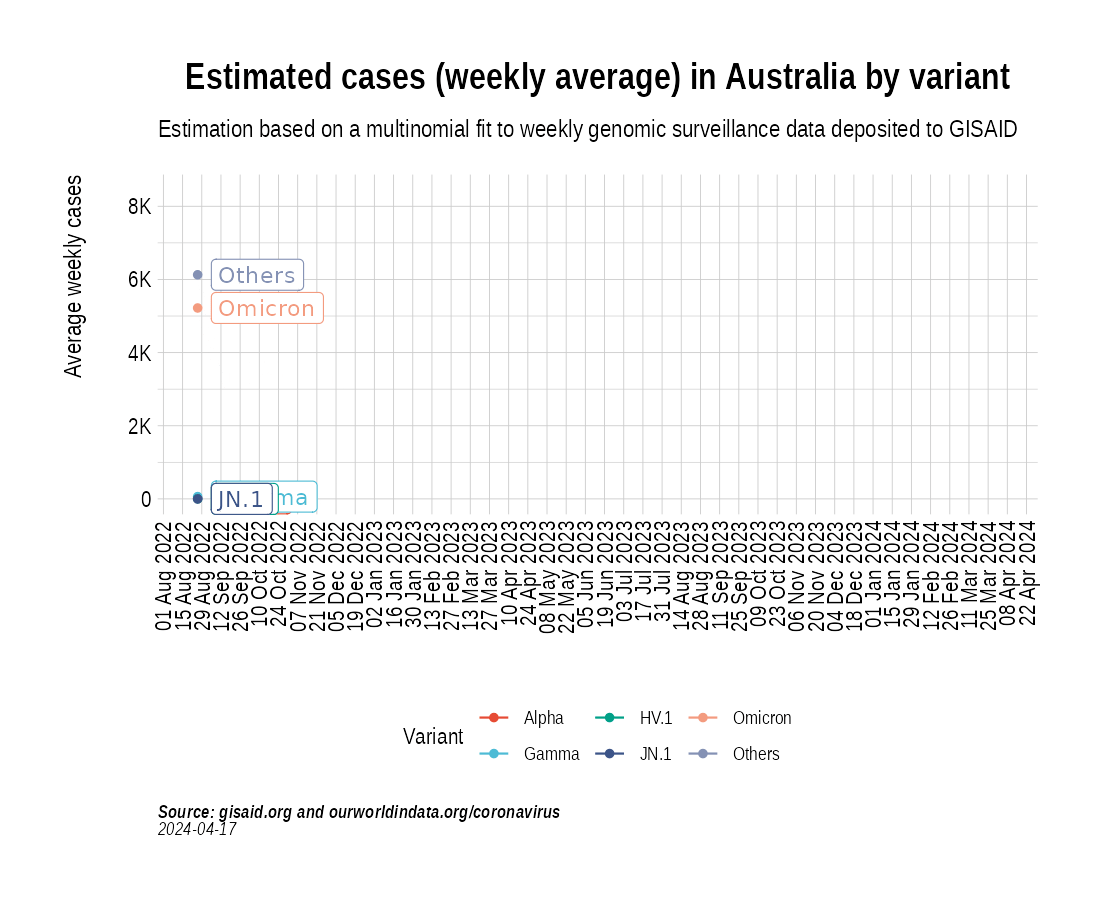 Estimated cases (weekly average) in Australia by variant
Estimation based on a multinomial fit to weekly genomic surveillance data deposited to GISAID
Average weekly cases
8K
6K
4K
2K
0
Others
Omicron
JN.1
ma
01 Aug 2022
15 Aug 2022
29 Aug 2022
12 Sep 2022
26 Sep 2022
10 Oct 2022
24 Oct 2022
07 Nov 2022
21 Nov 2022
05 Dec 2022
19 Dec 2022
02 Jan 2023
16 Jan 2023
30 Jan 2023
13 Feb 2023
27 Feb 2023
13 Mar 2023
27 Mar 2023
10 Apr 2023
24 Apr 2023
08 May 2023
22 May 2023
05 Jun 2023
19 Jun 2023
03 Jul 2023
17 Jul 2023
31 Jul 2023
14 Aug 2023
28 Aug 2023
11 Sep 2023
25 Sep 2023
09 Oct 2023
23 Oct 2023
06 Nov 2023
20 Nov 2023
04 Dec 2023
18 Dec 2023
01 Jan 2024
15 Jan 2024
29 Jan 2024
12 Feb 2024
26 Feb 2024
11 Mar 2024
25 Mar 2024
08 Apr 2024
22 Apr 2024
Variant
Alpha
HV.1
Omicron
Gamma
JN.1
Others
Source: gisaid.org and ourworldindata.org/coronavirus
2024-04-17